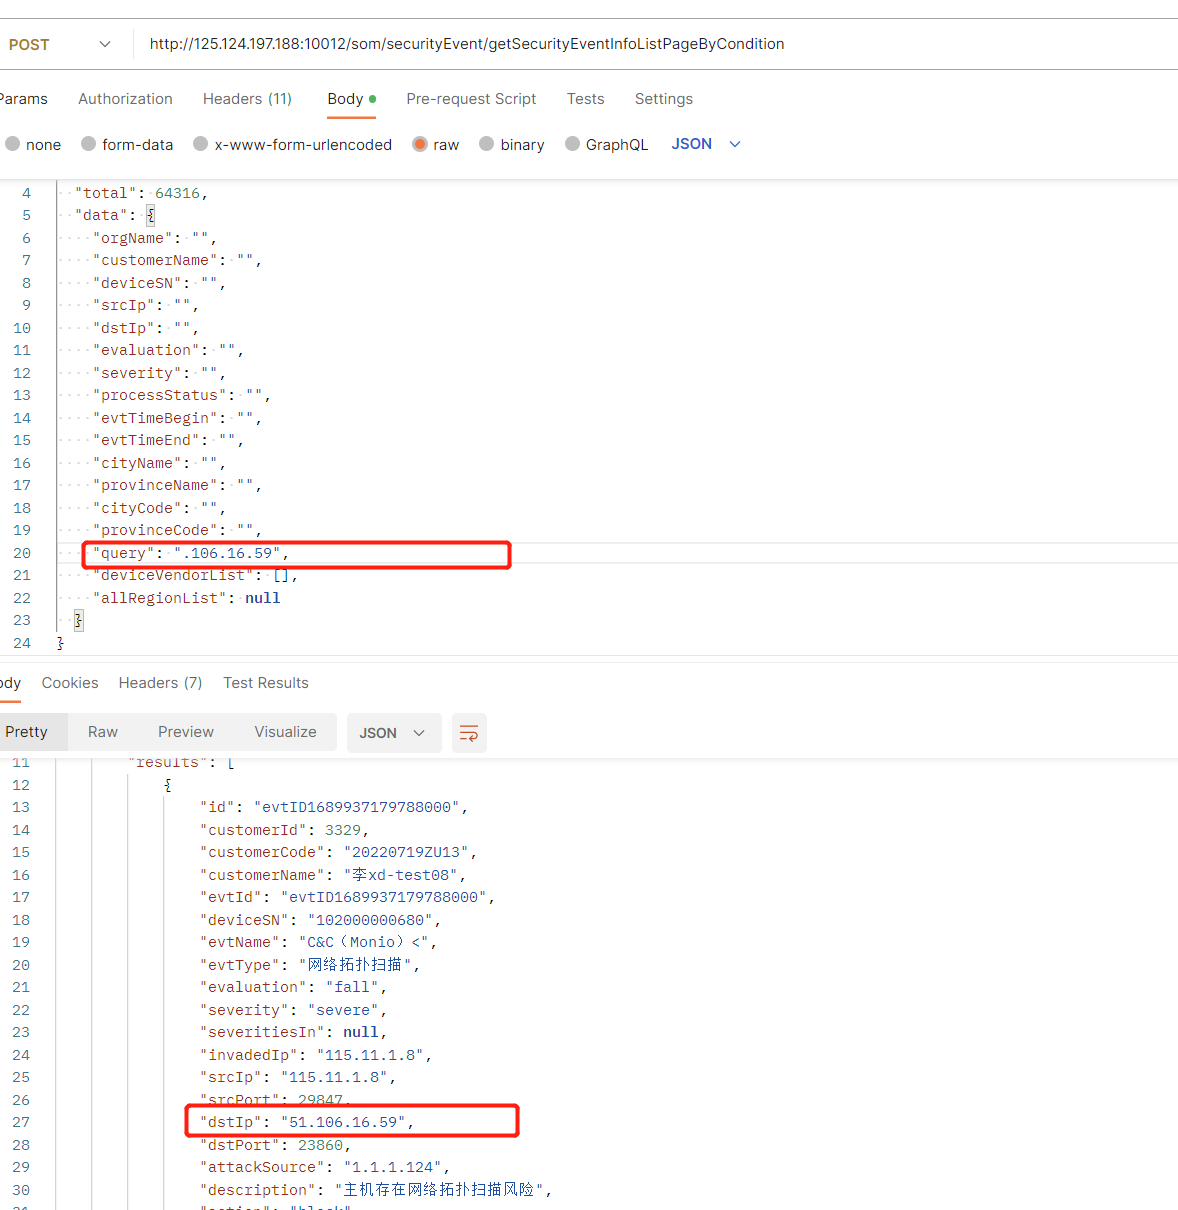 POST http://125.124.197.188:10012/som/securityEvent/getSecurityEventInfoListPageByCondition
Params Authorization Headers (11) Body Pre-request Script Tests Settings
none form-data x-www-form-urlencoded raw binary GraphQL JSON
4 "total": 64316,
5 "data": {
6 "orgName": "",
7 "customerName": "",
8 "deviceSN": "",
9 "srcIp": "",
10 "dstIp": "",
11 "evaluation": "",
12 "severity": "",
13 "processStatus": "",
14 "evtTimeBegin": "",
15 "evtTimeEnd": "",
16 "cityName": "",
17 "provinceName": "",
18 "cityCode": "",
19 "provinceCode": "",
20 "query": ".106.16.59",
21 "deviceVendorList": [],
22 "allRegionList": null
23 }
24 }
ody Cookies Headers (7) Test Results
Pretty Raw Preview Visualize JSON
11 "results": [
12 {
13 "id": "evtID1689937179788000",
14 "customerId": 3329,
15 "customerCode": "20220719ZU13",
16 "customerName": "李xd-test08",
17 "evtId": "evtID1689937179788000",
18 "deviceSN": "102000000680",
19 "evtName": "C&C（Monio）<",
20 "evtType": "网络拓扑扫描",
21 "evaluation": "fall",
22 "severity": "severe",
23 "severitiesIn": null,
24 "invadedIp": "115.11.1.8",
25 "srcIp": "115.11.1.8",
26 "srcPort": 29847,
27 "dstIp": "51.106.16.59",
28 "dstPort": 23860,
29 "attackSource": "1.1.1.124",
30 "description": "主机存在网络拓扑扫描风险",
31 "action": "block"